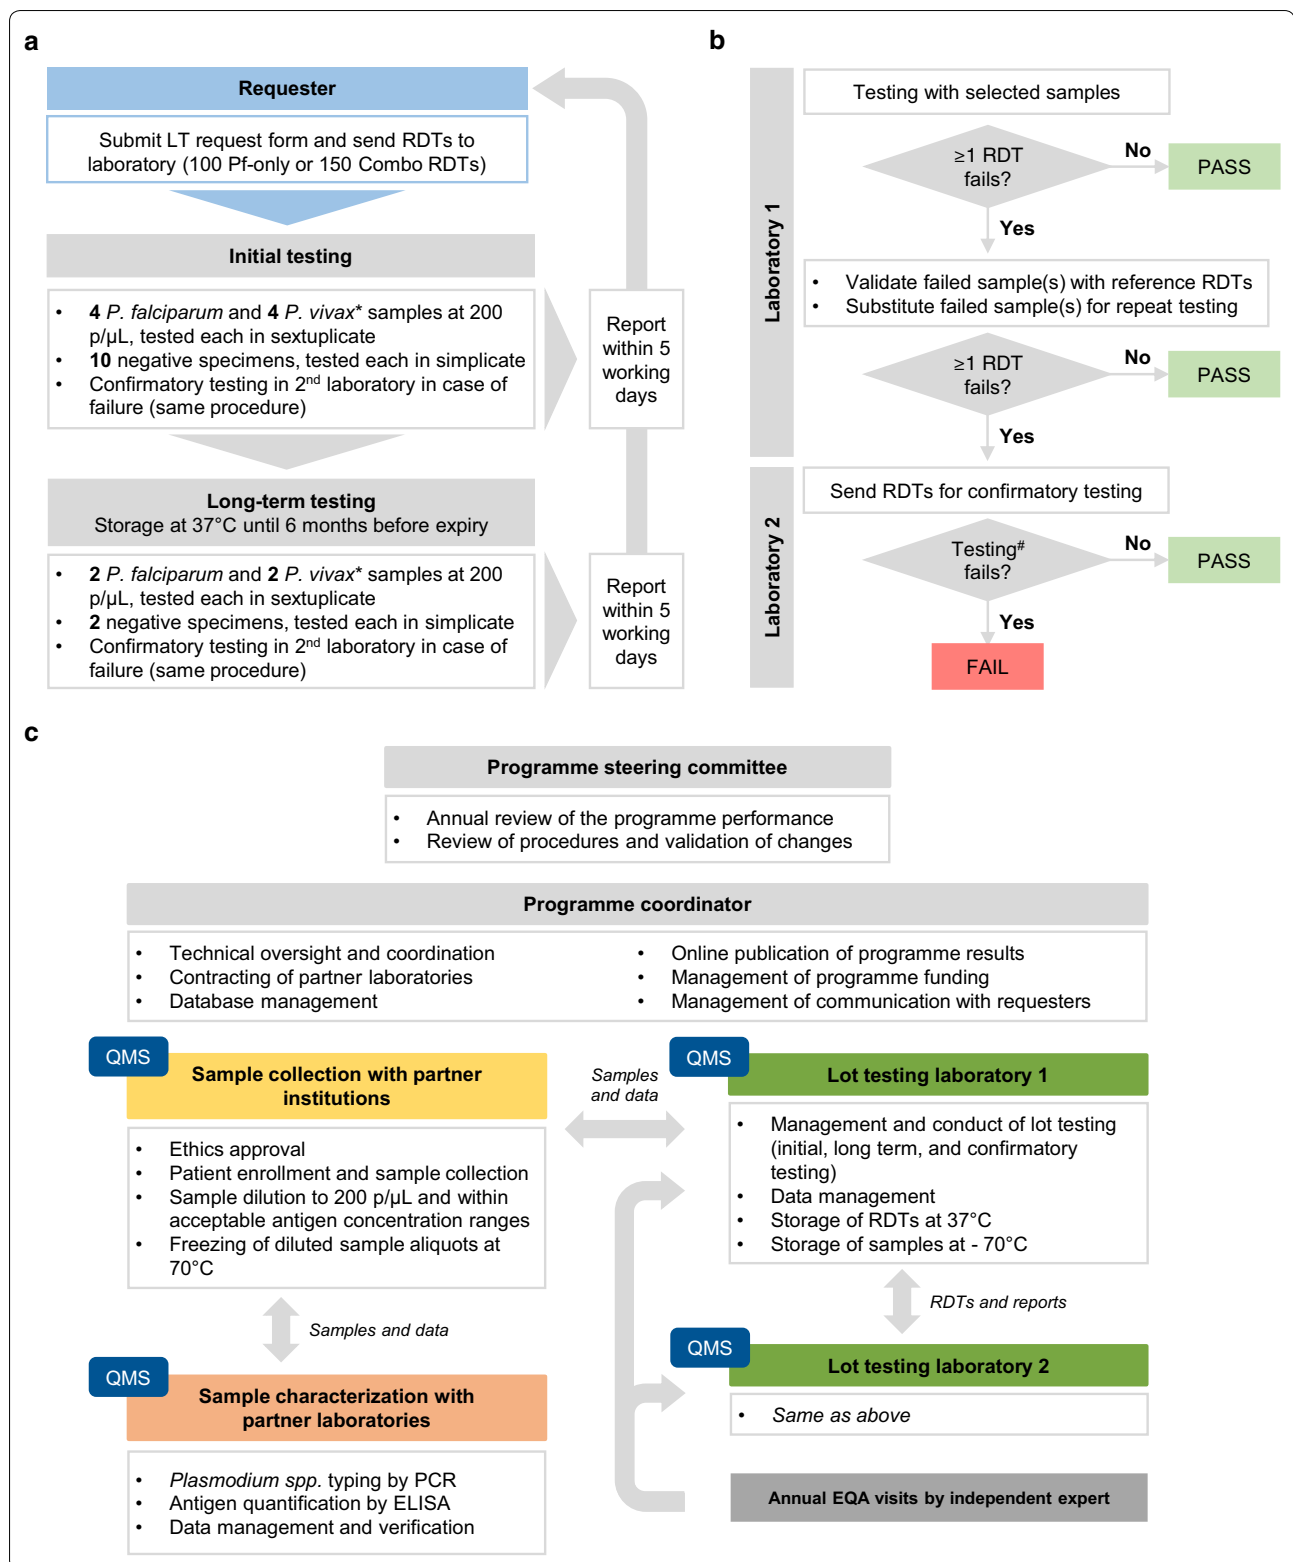 a
Requester
Submit LT request form and send RDTs to
laboratory (100 Pf-only or 150 Combo RDTs)
Initial testing
• 4 P. falciparum and 4 P. vivax* samples at 200
p/µL, tested each in sextuplicate
• 10 negative specimens, tested each in simplicate
• Confirmatory testing in 2nd laboratory in case of
failure (same procedure)
Report
within 5
working
days
Long-term testing
Storage at 37°C until 6 months before expiry
• 2 P. falciparum and 2 P. vivax* samples at 200
p/µL, tested each in sextuplicate
• 2 negative specimens, tested each in simplicate
• Confirmatory testing in 2nd laboratory in case of
failure (same procedure)
Report
within 5
working
days
b
Laboratory 1
Testing with selected samples
≥1 RDT
fails?
No
PASS
Yes
• Validate failed sample(s) with reference RDTs
• Substitute failed sample(s) for repeat testing
≥1 RDT
fails?
No
PASS
Yes
Laboratory 2
Send RDTs for confirmatory testing
Testing#
fails?
No
PASS
Yes
FAIL
c
Programme steering committee
• Annual review of the programme performance
• Review of procedures and validation of changes
Programme coordinator
• Technical oversight and coordination
• Contracting of partner laboratories
• Database management
• Online publication of programme results
• Management of programme funding
• Management of communication with requesters
QMS
Sample collection with partner
institutions
• Ethics approval
• Patient enrollment and sample collection
• Sample dilution to 200 p/µL and within
acceptable antigen concentration ranges
• Freezing of diluted sample aliquots at
70°C
Samples
and data
QMS
Lot testing laboratory 1
• Management and conduct of lot testing
(initial, long term, and confirmatory
testing)
• Data management
• Storage of RDTs at 37°C
• Storage of samples at - 70°C
Samples and data
RDTs and reports
QMS
Sample characterization with
partner laboratories
• Plasmodium spp. typing by PCR
• Antigen quantification by ELISA
• Data management and verification
QMS
Lot testing laboratory 2
• Same as above
Annual EQA visits by independent expert